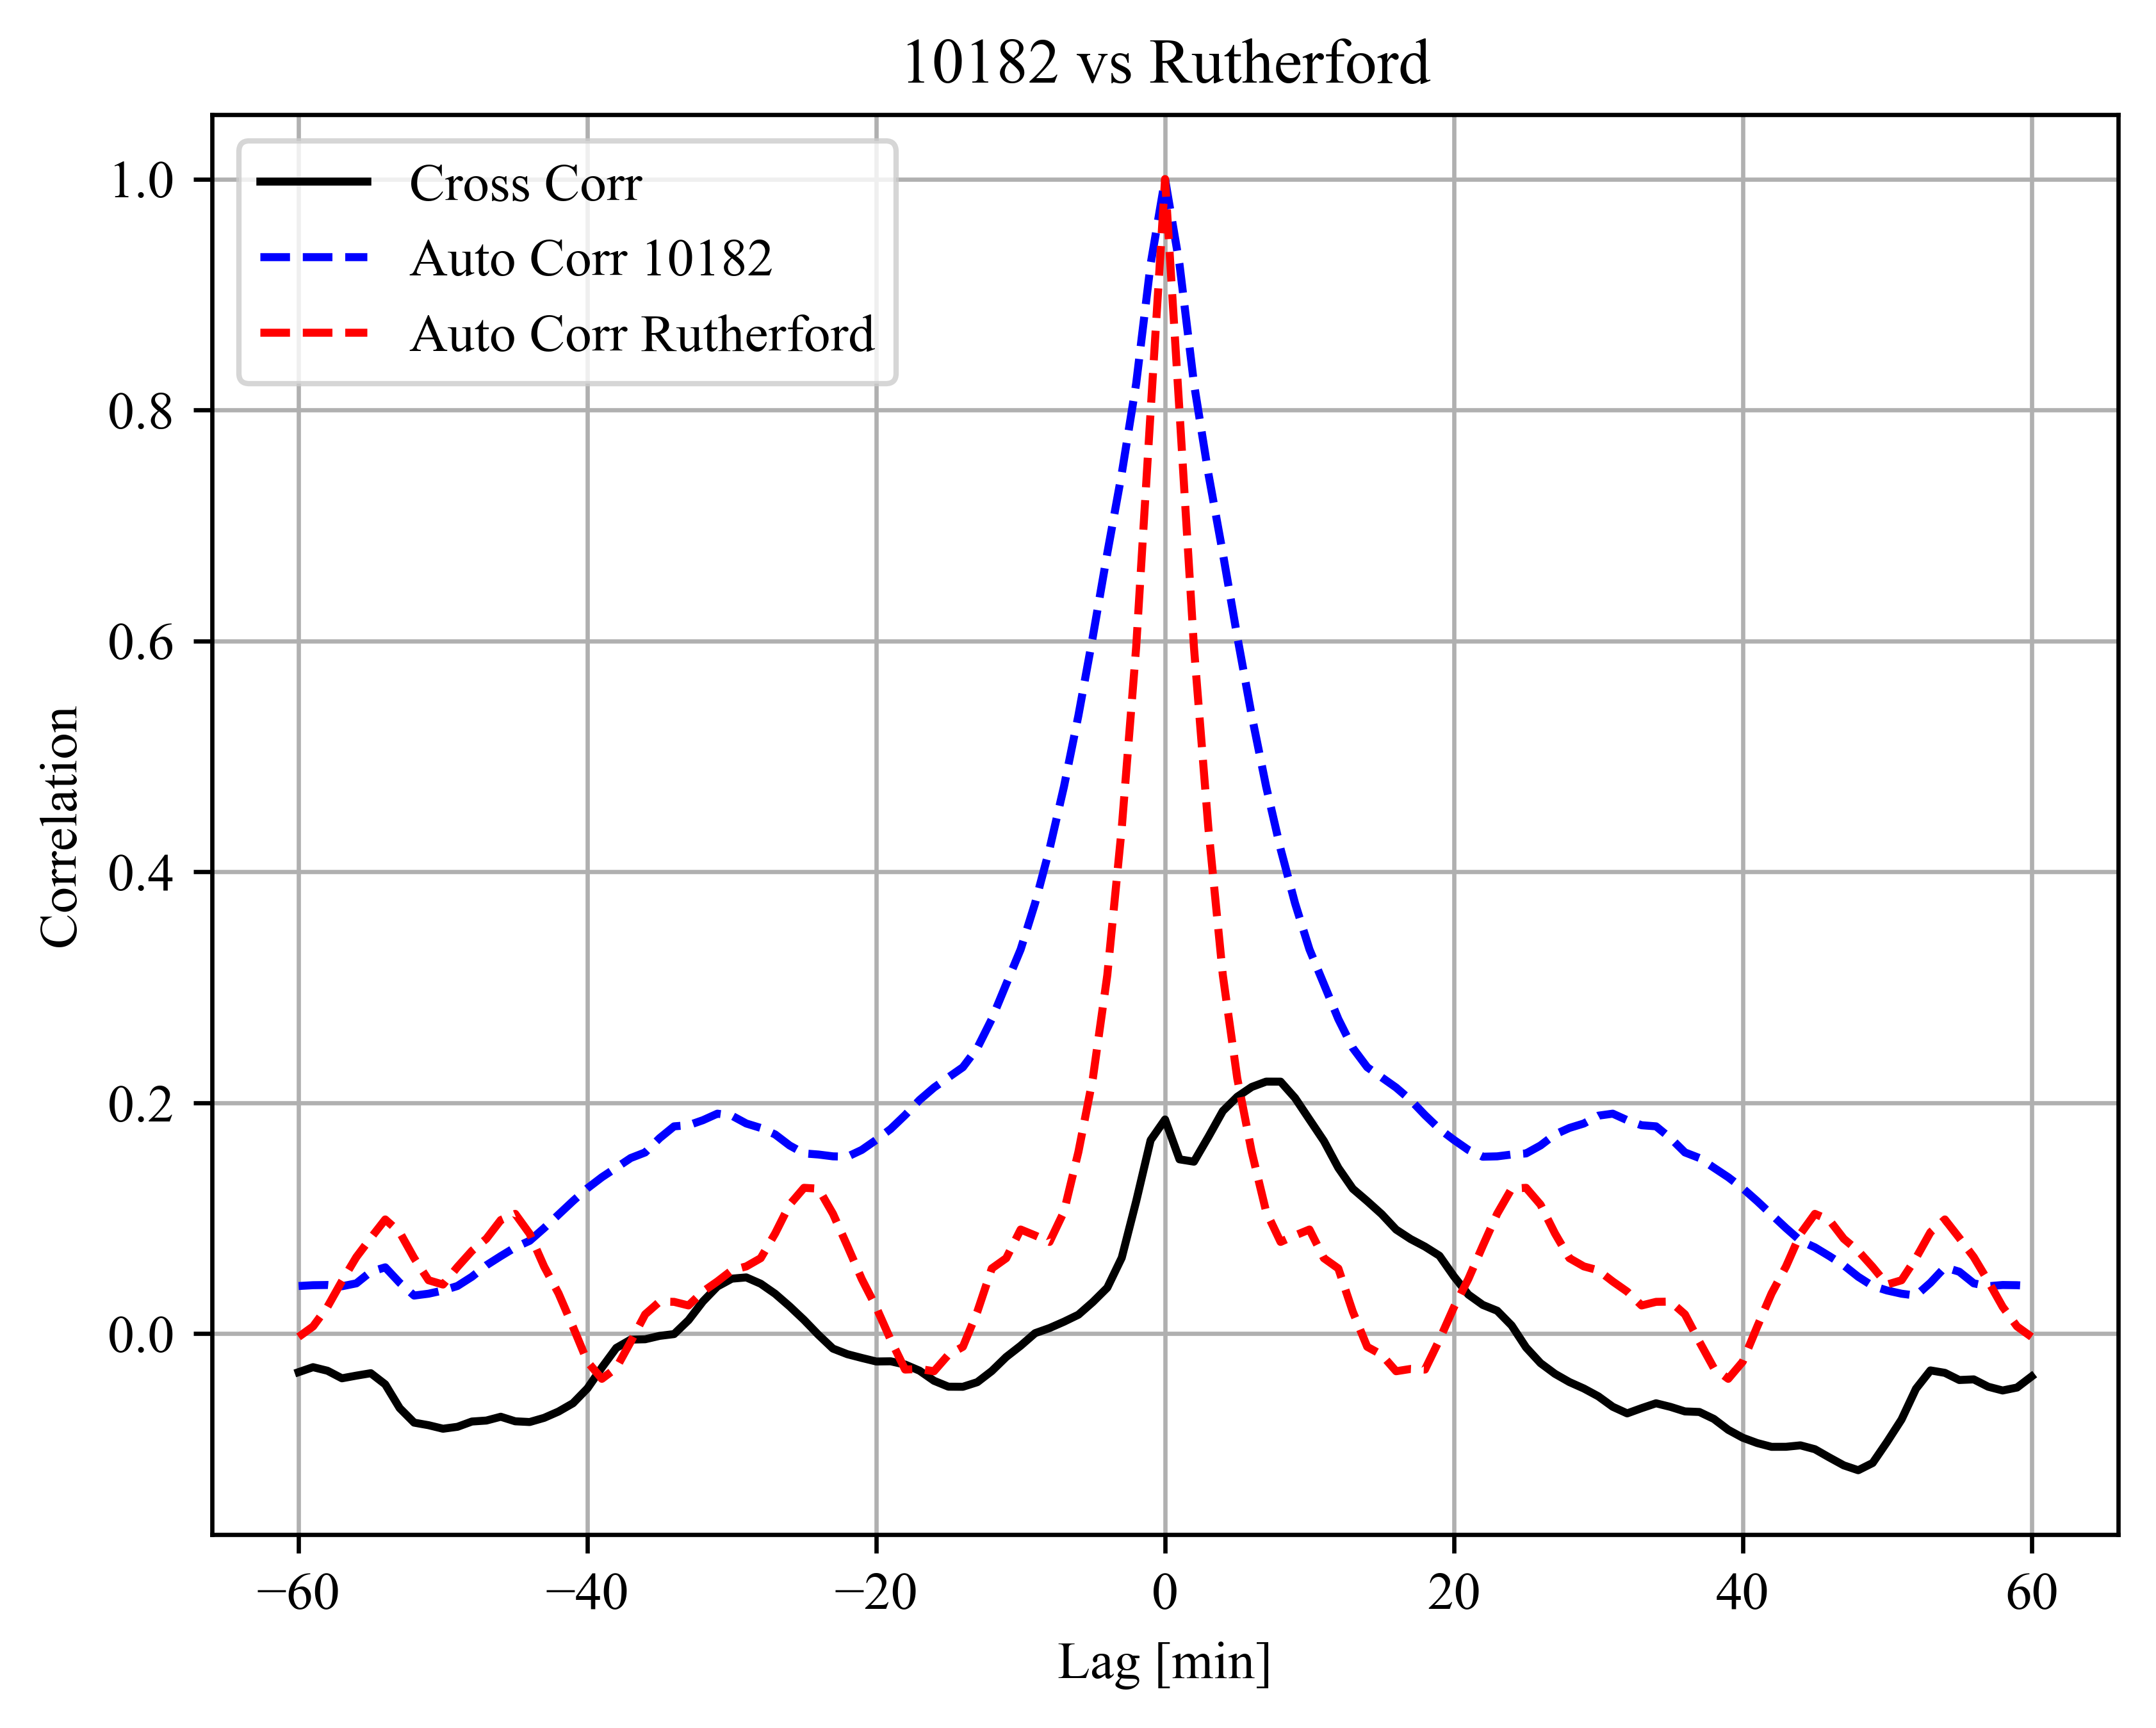 10182 vs Rutherford
Cross Corr
Auto Corr 10182
Auto Corr Rutherford
1.0
0.8
0.6
0.4
0.2
0.0
Correlation
−60 −40 −20 0 20 40 60
Lag [min]